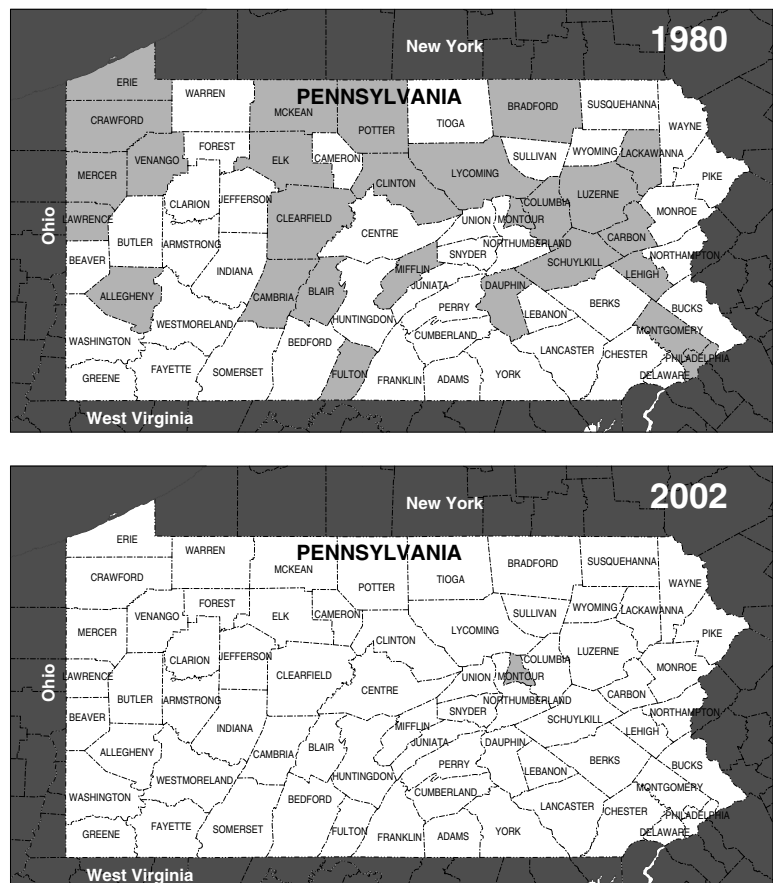 New York
1980
ERIE
WARREN
PENNSYLVANIA
MCKEAN
POTTER
TIOGA
BRADFORD
SUSQUEHANNA
CRAWFORD
WAYNE
FOREST
VENANGO
ELK
CAMERON
SULLIVAN
WYOMING
LACKAWANNA
MERCER
CLINTON
LYCOMING
PIKE
CLARION
JEFFERSON
COLUMBIA
LUZERNE
LAWRENCE
CLEARFIELD
UNION
MONTOUR
MONROE
Ohio
BUTLER
ARMSTRONG
CENTRE
NORTHUMBERLAND
CARBON
BEAVER
INDIANA
SNYDER
SCHUYLKILL
NORTHAMPTON
MIFFLIN
LEHIGH
ALLEGHENY
CAMBRIA
BLAIR
JUNIATA
DAUPHIN
PERRY
BERKS
BUCKS
WESTMORELAND
HUNTINGDON
LEBANON
MONTGOMERY
WASHINGTON
BEDFORD
CUMBERLAND
LANCASTER
CHESTER
PHILADELPHIA
GREENE
FAYETTE
SOMERSET
FULTON
FRANKLIN
ADAMS
YORK
DELAWARE
West Virginia
New York
2002
ERIE
WARREN
PENNSYLVANIA
MCKEAN
POTTER
TIOGA
BRADFORD
SUSQUEHANNA
CRAWFORD
WAYNE
FOREST
VENANGO
ELK
CAMERON
SULLIVAN
WYOMING
LACKAWANNA
MERCER
CLINTON
LYCOMING
PIKE
CLARION
JEFFERSON
COLUMBIA
LUZERNE
LAWRENCE
CLEARFIELD
UNION
MONTOUR
MONROE
Ohio
BUTLER
ARMSTRONG
CENTRE
NORTHUMBERLAND
CARBON
BEAVER
INDIANA
SNYDER
SCHUYLKILL
NORTHAMPTON
MIFFLIN
LEHIGH
ALLEGHENY
CAMBRIA
BLAIR
JUNIATA
DAUPHIN
PERRY
BERKS
BUCKS
WESTMORELAND
HUNTINGDON
LEBANON
MONTGOMERY
WASHINGTON
BEDFORD
CUMBERLAND
LANCASTER
CHESTER
PHILADELPHIA
GREENE
FAYETTE
SOMERSET
FULTON
FRANKLIN
ADAMS
YORK
DELAWARE
West Virginia